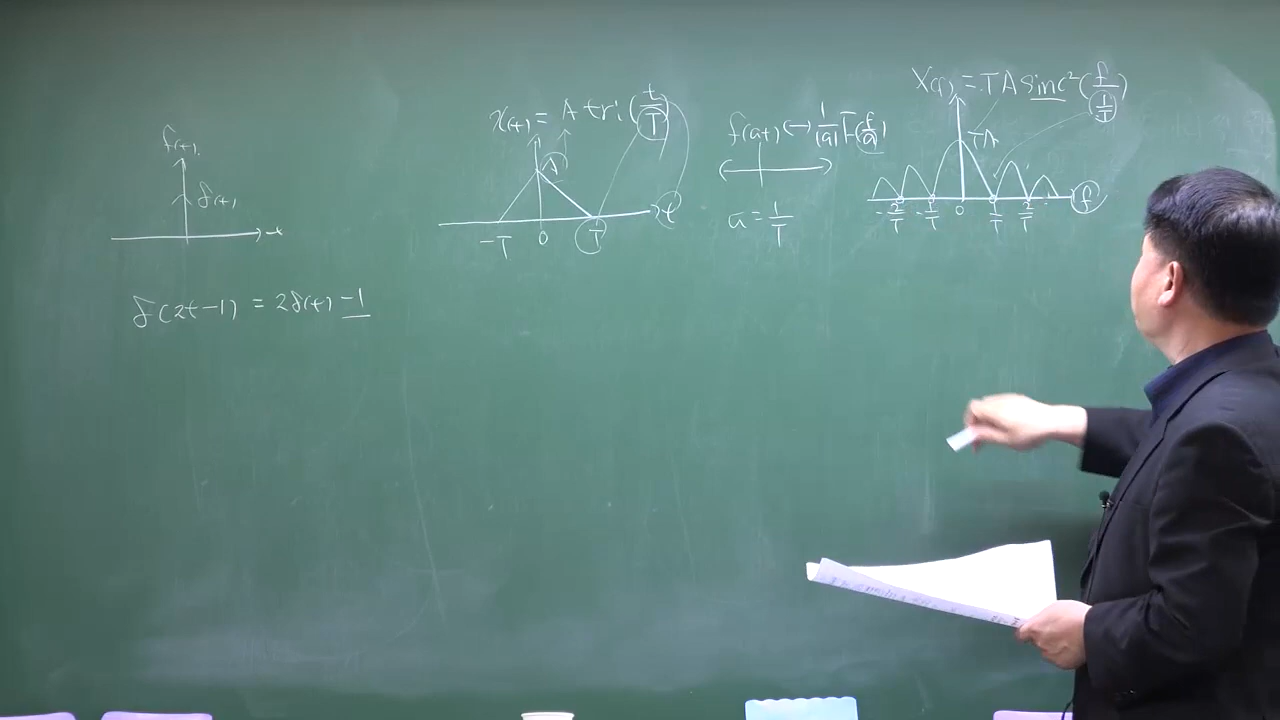 f(t)
δ(t)
t
δ(2t-1) = 2δ(t) -1
x(t) = A tri (t/T)
A
-T 0 T t
f(at) ↔ 1/|a| F(f/a)
a = 1/T
X(f) = TA sinc²(f/(1/T))
TA
-2/T -1/T 0 1/T 2/T f